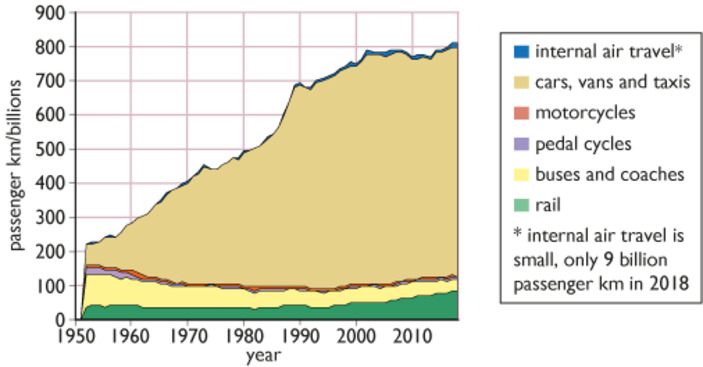 900
800
700
600
500
400
300
200
100
0
passenger km/billions
1950 1960 1970 1980 1990 2000 2010
year
internal air travel*
cars, vans and taxis
motorcycles
pedal cycles
buses and coaches
rail
* internal air travel is
small, only 9 billion
passenger km in 2018